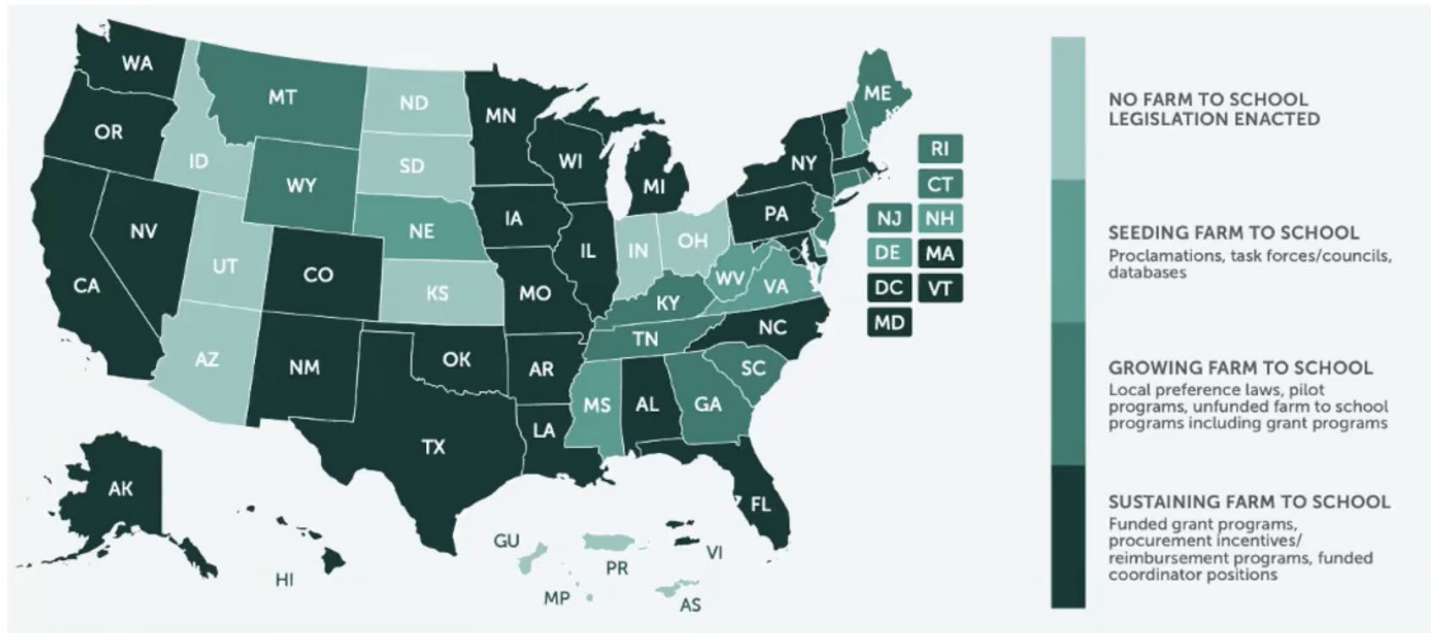 WA
MT
ND
MN
ME
OR
ID
SD
WI
NY
RI
WY
MI
CT
NV
NE
IA
PA
NJ
NH
IL
IN
OH
DE
MA
CA
UT
CO
KS
MO
WV
VA
DC
VT
KY
NC
MD
AZ
NM
OK
AR
TN
SC
MS
AL
GA
TX
LA
AK
FL
HI
GU
PR
VI
MP
AS
NO FARM TO SCHOOL
LEGISLATION ENACTED
SEEDING FARM TO SCHOOL
Proclamations, task forces/councils,
databases
GROWING FARM TO SCHOOL
Local preference laws, pilot
programs, unfunded farm to school
programs including grant programs
SUSTAINING FARM TO SCHOOL
Funded grant programs,
procurement incentives/
reimbursement programs, funded
coordinator positions